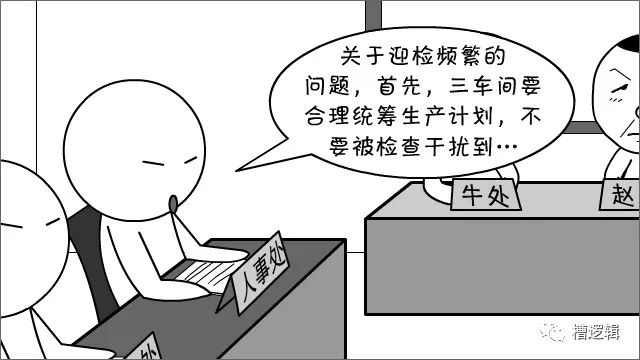 关于迎检频繁的
问题，首先，三车间要
合理统筹生产计划，不
要被检查干扰到…
牛处
赵
人事处
处
槽逻辑